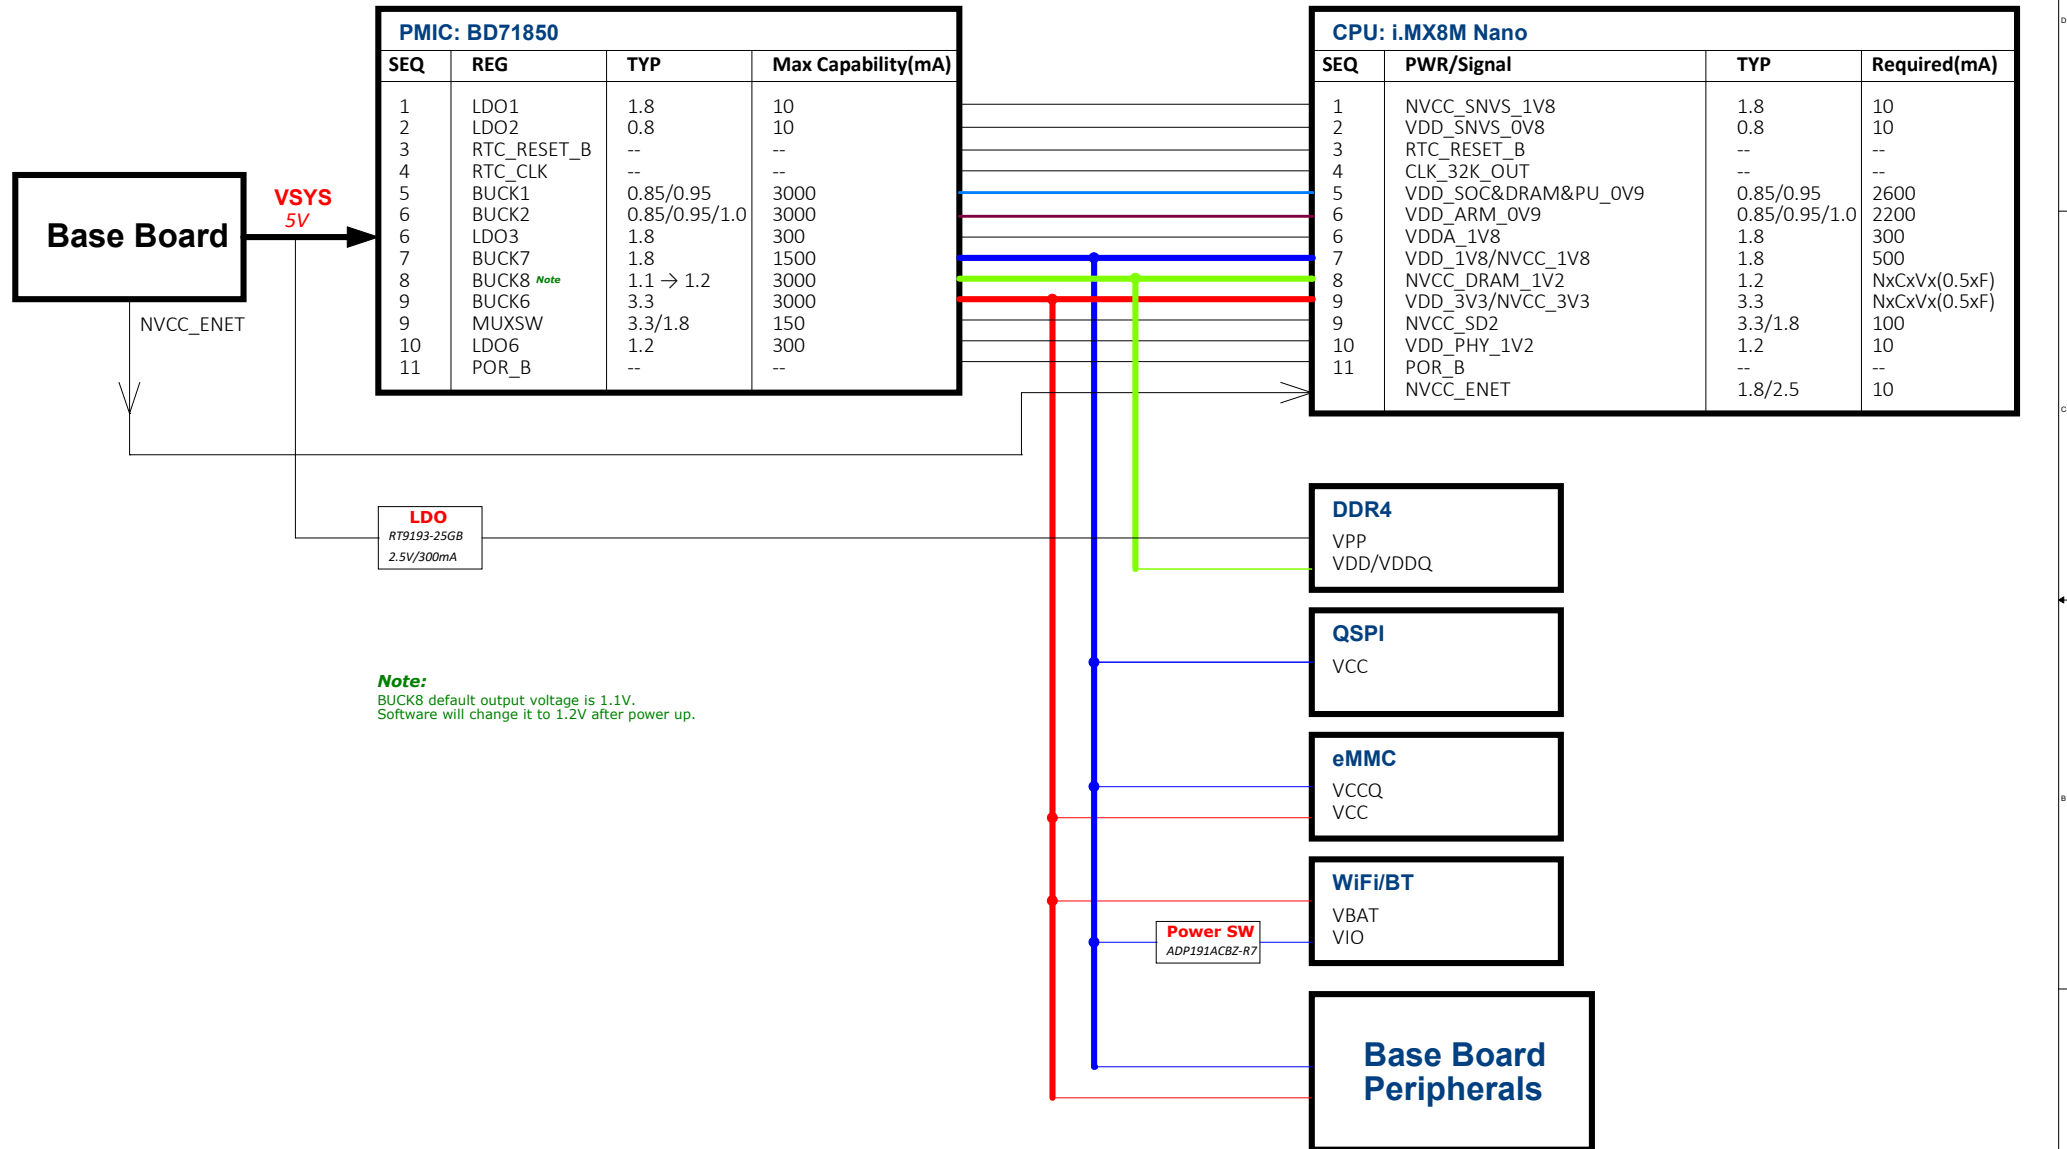 PMIC: BD71850
SEQ REG TYP Max Capability(mA)
1 LDO1 1.8 10
2 LDO2 0.8 10
3 RTC_RESET_B -- --
4 RTC_CLK -- --
5 BUCK1 0.85/0.95 3000
6 BUCK2 0.85/0.95/1.0 3000
6 LDO3 1.8 300
7 BUCK7 1.8 1500
8 BUCK8 Note 1.1 → 1.2 3000
9 BUCK6 3.3 3000
9 MUXSW 3.3/1.8 150
10 LDO6 1.2 300
11 POR_B -- --
CPU: i.MX8M Nano
SEQ PWR/Signal TYP Required(mA)
1 NVCC_SNVS_1V8 1.8 10
2 VDD_SNVS_0V8 0.8 10
3 RTC_RESET_B -- --
4 CLK_32K_OUT -- --
5 VDD_SOC&DRAM&PU_0V9 0.85/0.95 2600
6 VDD_ARM_0V9 0.85/0.95/1.0 2200
6 VDDA_1V8 1.8 300
7 VDD_1V8/NVCC_1V8 1.8 500
8 NVCC_DRAM_1V2 1.2 NxCxVx(0.5xF)
9 VDD_3V3/NVCC_3V3 3.3 NxCxVx(0.5xF)
9 NVCC_SD2 3.3/1.8 100
10 VDD_PHY_1V2 1.2 10
11 POR_B -- --
NVCC_ENET 1.8/2.5 10
Base Board
VSYS
5V
NVCC_ENET
LDO
RT9193-25GB
2.5V/300mA
Note:
BUCK8 default output voltage is 1.1V.
Software will change it to 1.2V after power up.
DDR4
VPP
VDD/VDDQ
QSPI
VCC
eMMC
VCCQ
VCC
WiFi/BT
VBAT
VIO
Power SW
ADP191ACBZ-R7
Base Board
Peripherals
D
C
B